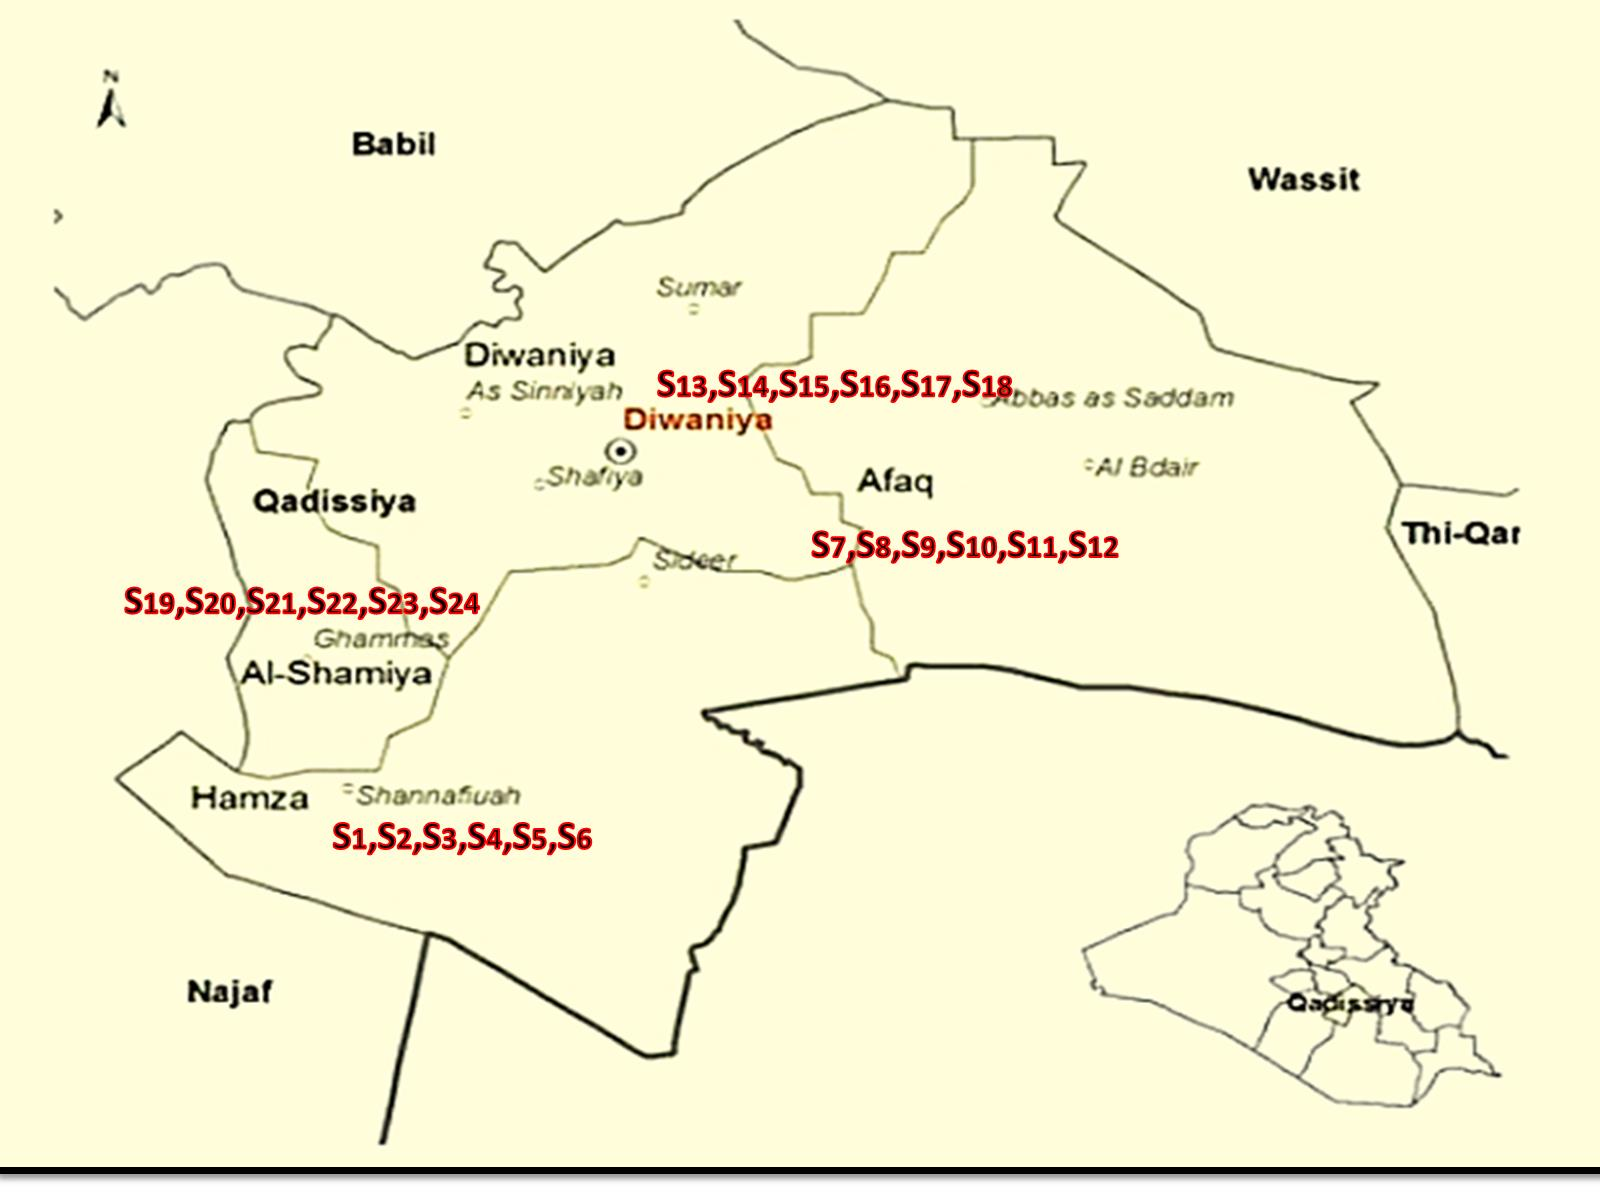 N
Babil
Wassit
Sumar
Diwaniya
As Sinniyah
S13,S14,S15,S16,S17,S18
Abbas as Saddam
Diwaniya
Shafiya
Afaq
Al Bdair
Qadissiya
Thi-Qar
S7,S8,S9,S10,S11,S12
Sideer
S19,S20,S21,S22,S23,S24
Ghammas
Al-Shamiya
Hamza
Shannafiuah
S1,S2,S3,S4,S5,S6
Najaf
Qadissiya